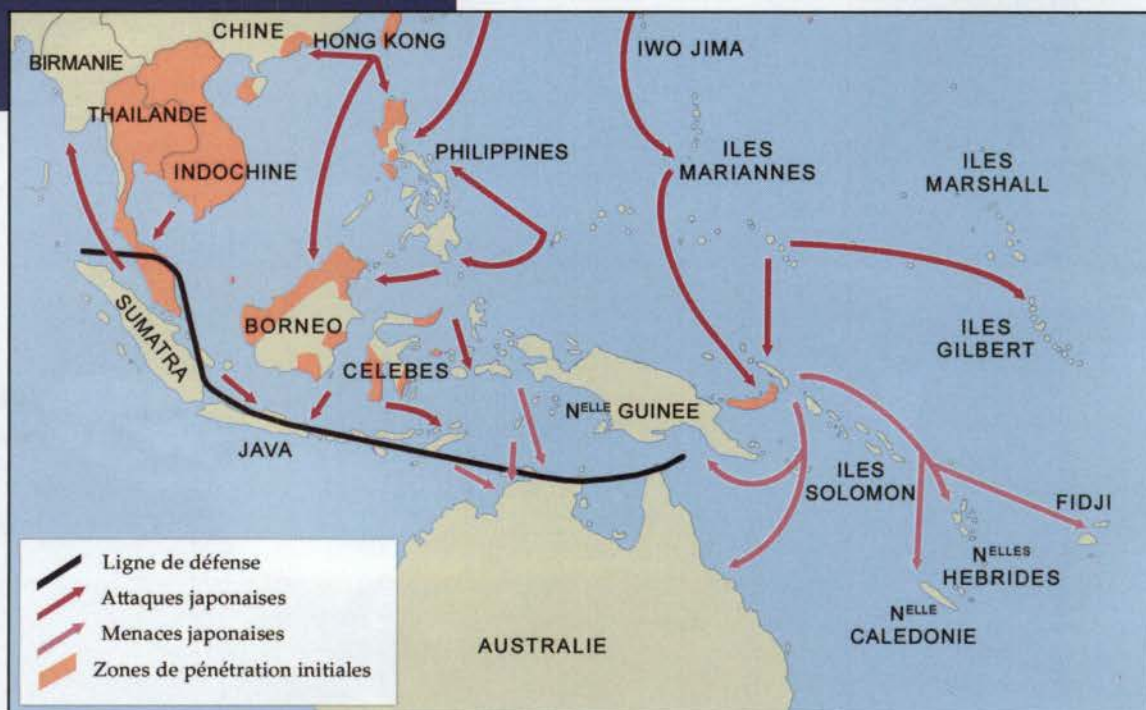 CHINE
HONG KONG
IWO JIMA
BIRMANIE
THAILANDE
PHILIPPINES
ILES
MARIANNES
ILES
MARSHALL
INDOCHINE
SUMATRA
BORNEO
CELEBES
ILES
GILBERT
NELLE GUINEE
JAVA
ILES
SOLOMON
FIDJI
NELLES
HEBRIDES
NELLE
CALEDONIE
AUSTRALIE
Ligne de défense
Attaques japonaises
Menaces japonaises
Zones de pénétration initiales